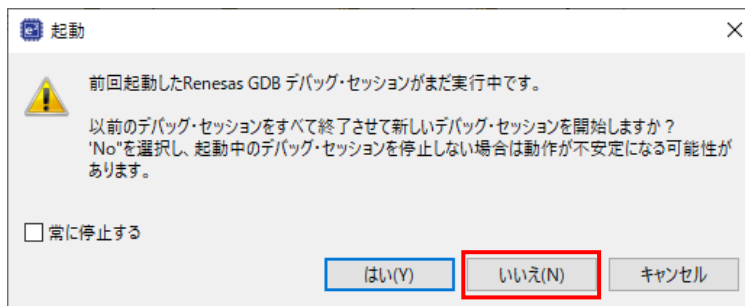 起動
前回起動したRenesas GDB デバッグ・セッションがまだ実行中です。
以前のデバッグ・セッションをすべて終了させて新しいデバッグ・セッションを開始しますか？
'No"を選択し、起動中のデバッグ・セッションを停止しない場合は動作が不安定になる可能性が
あります。
常に停止する
はい(Y)
いいえ(N)
キャンセル